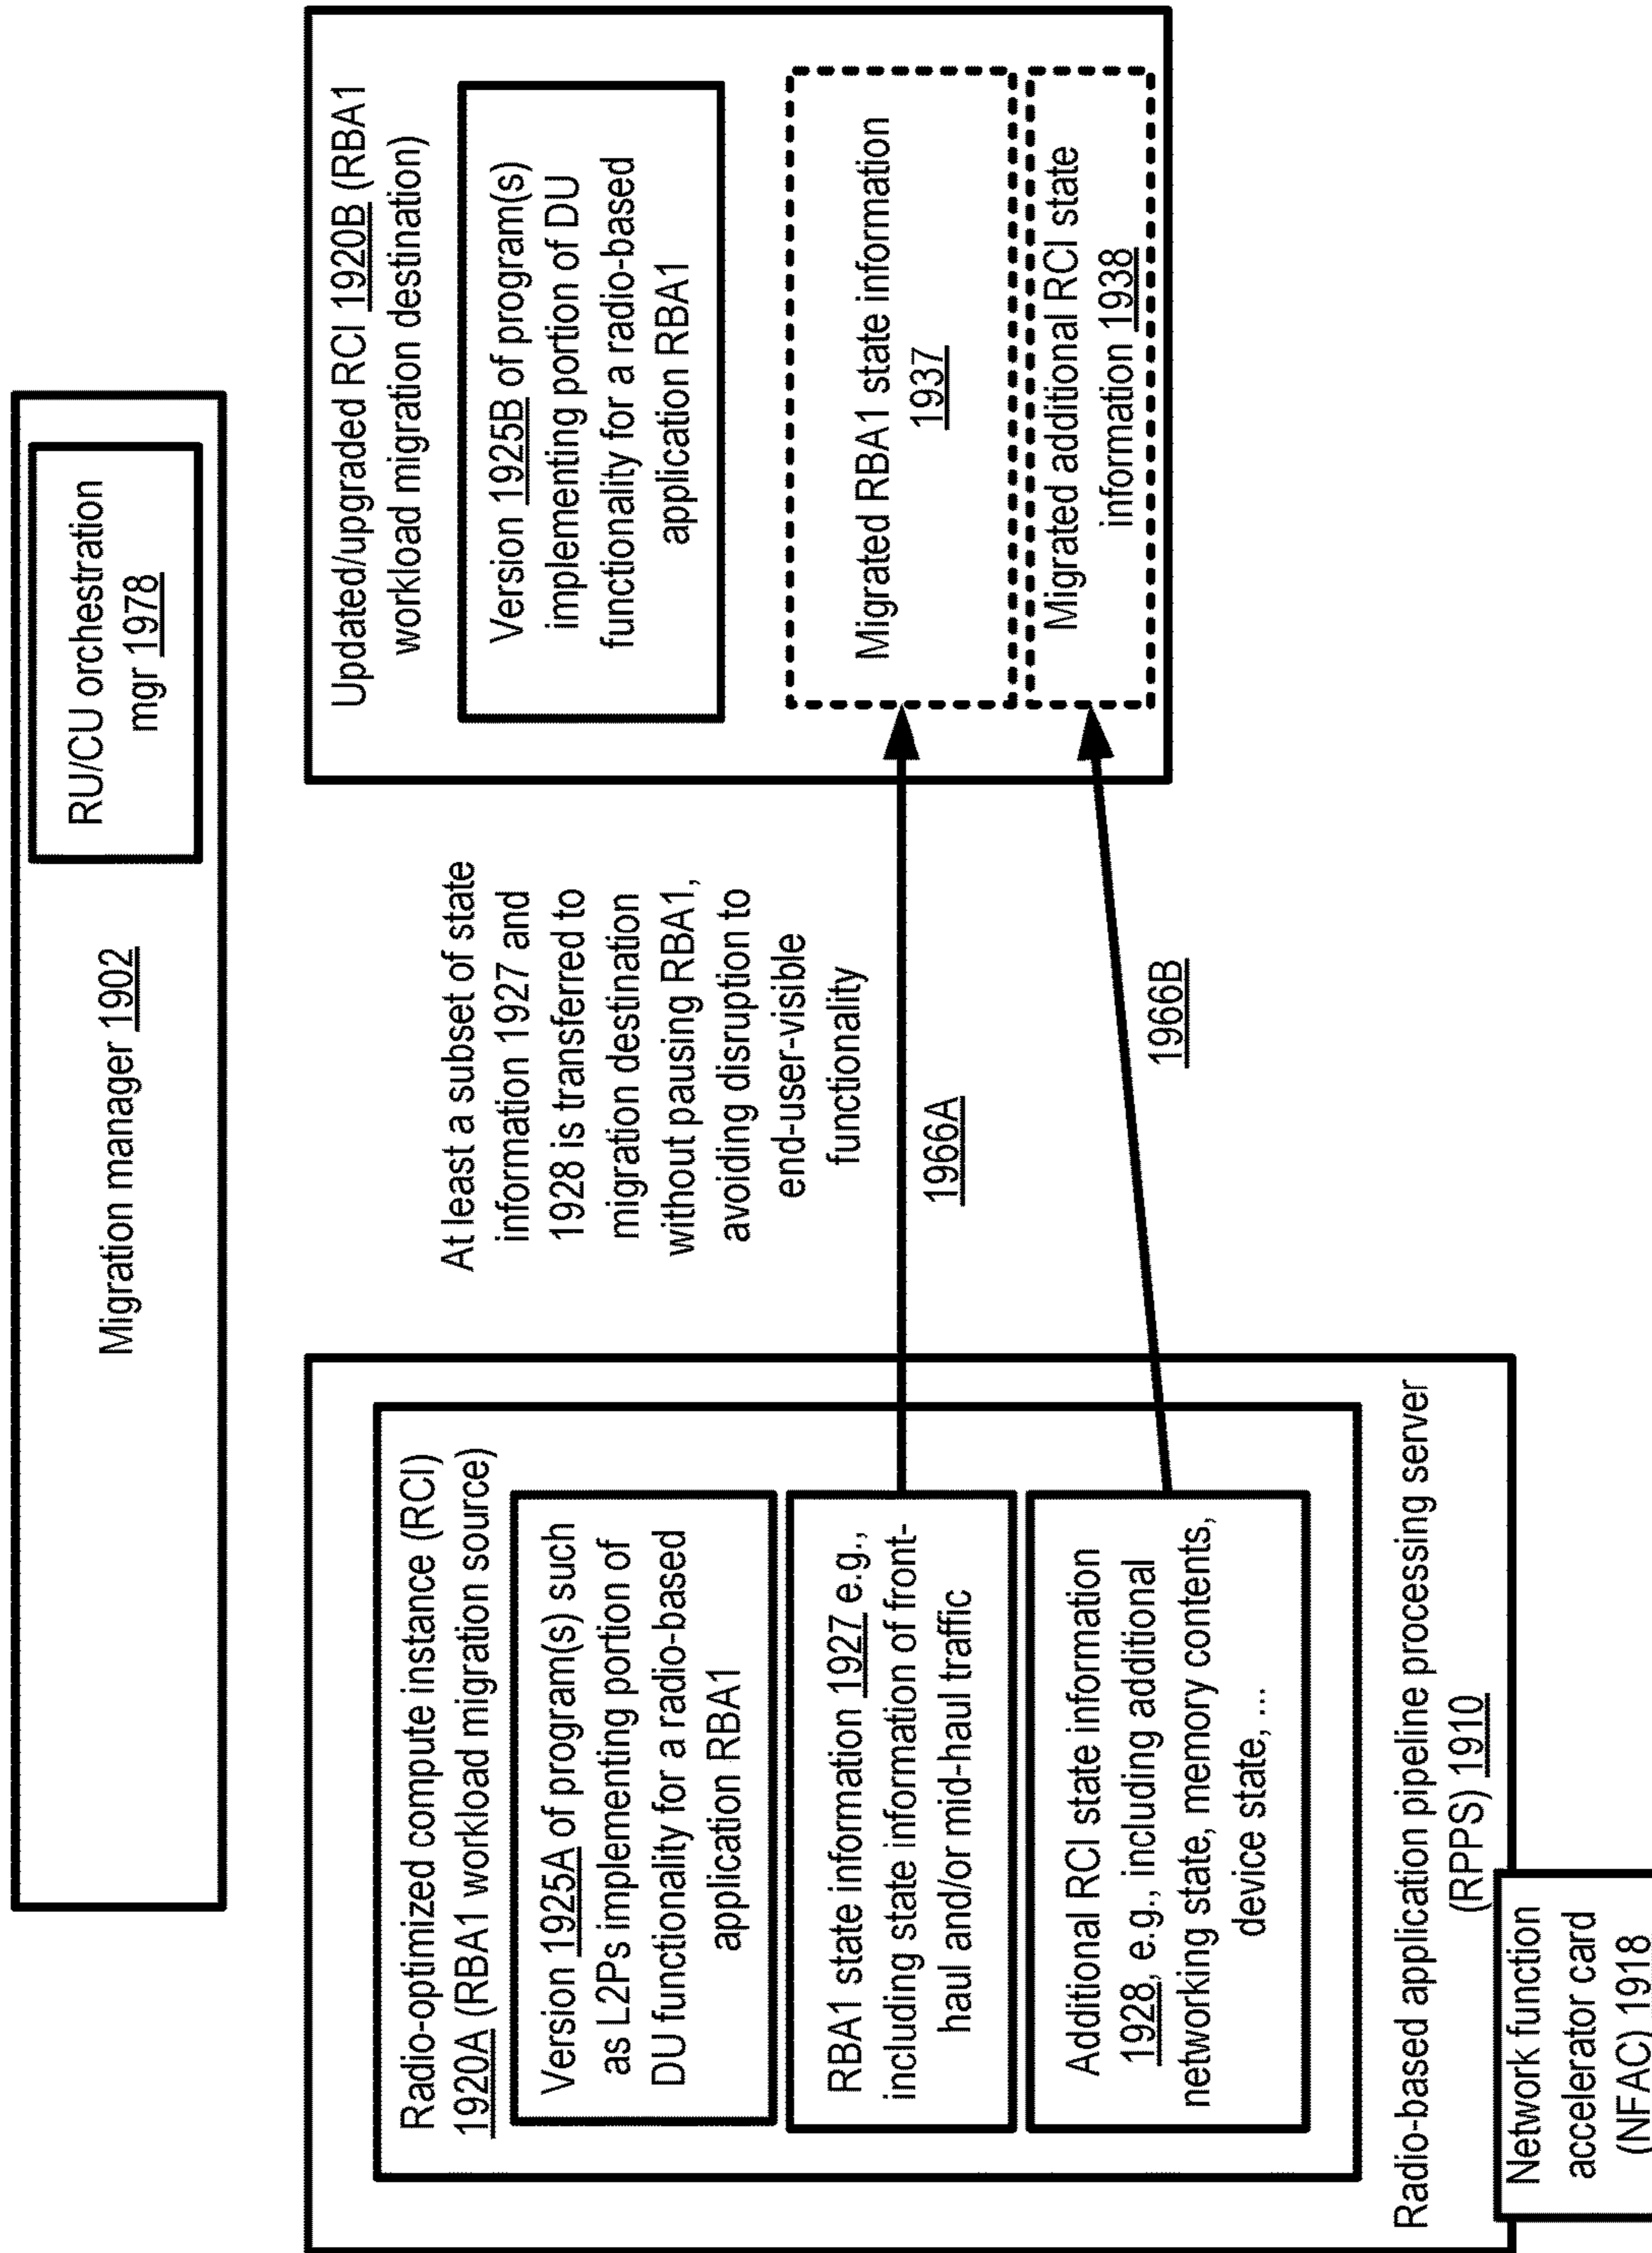 Migration manager 1902
RU/CU orchestration
mgr 1978
Radio-optimized compute instance (RCI)
1920A (RBA1 workload migration source)
Version 1925A of program(s) such
as L2Ps implementing portion of
DU functionality for a radio-based
application RBA1
RBA1 state information 1927 e.g.,
including state information of front-
haul and/or mid-haul traffic
Additional RCI state information
1928, e.g., including additional
networking state, memory contents,
device state, ...
Radio-based application pipeline processing server
(RPPS) 1910
Network function
accelerator card
(NFAC) 1918
At least a subset of state
information 1927 and
1928 is transferred to
migration destination
without pausing RBA1,
avoiding disruption to
end-user-visible
functionality
1966A
1966B
Updated/upgraded RCI 1920B (RBA1
workload migration destination)
Version 1925B of program(s)
implementing portion of DU
functionality for a radio-based
application RBA1
Migrated RBA1 state information
1937
Migrated additional RCI state
information 1938